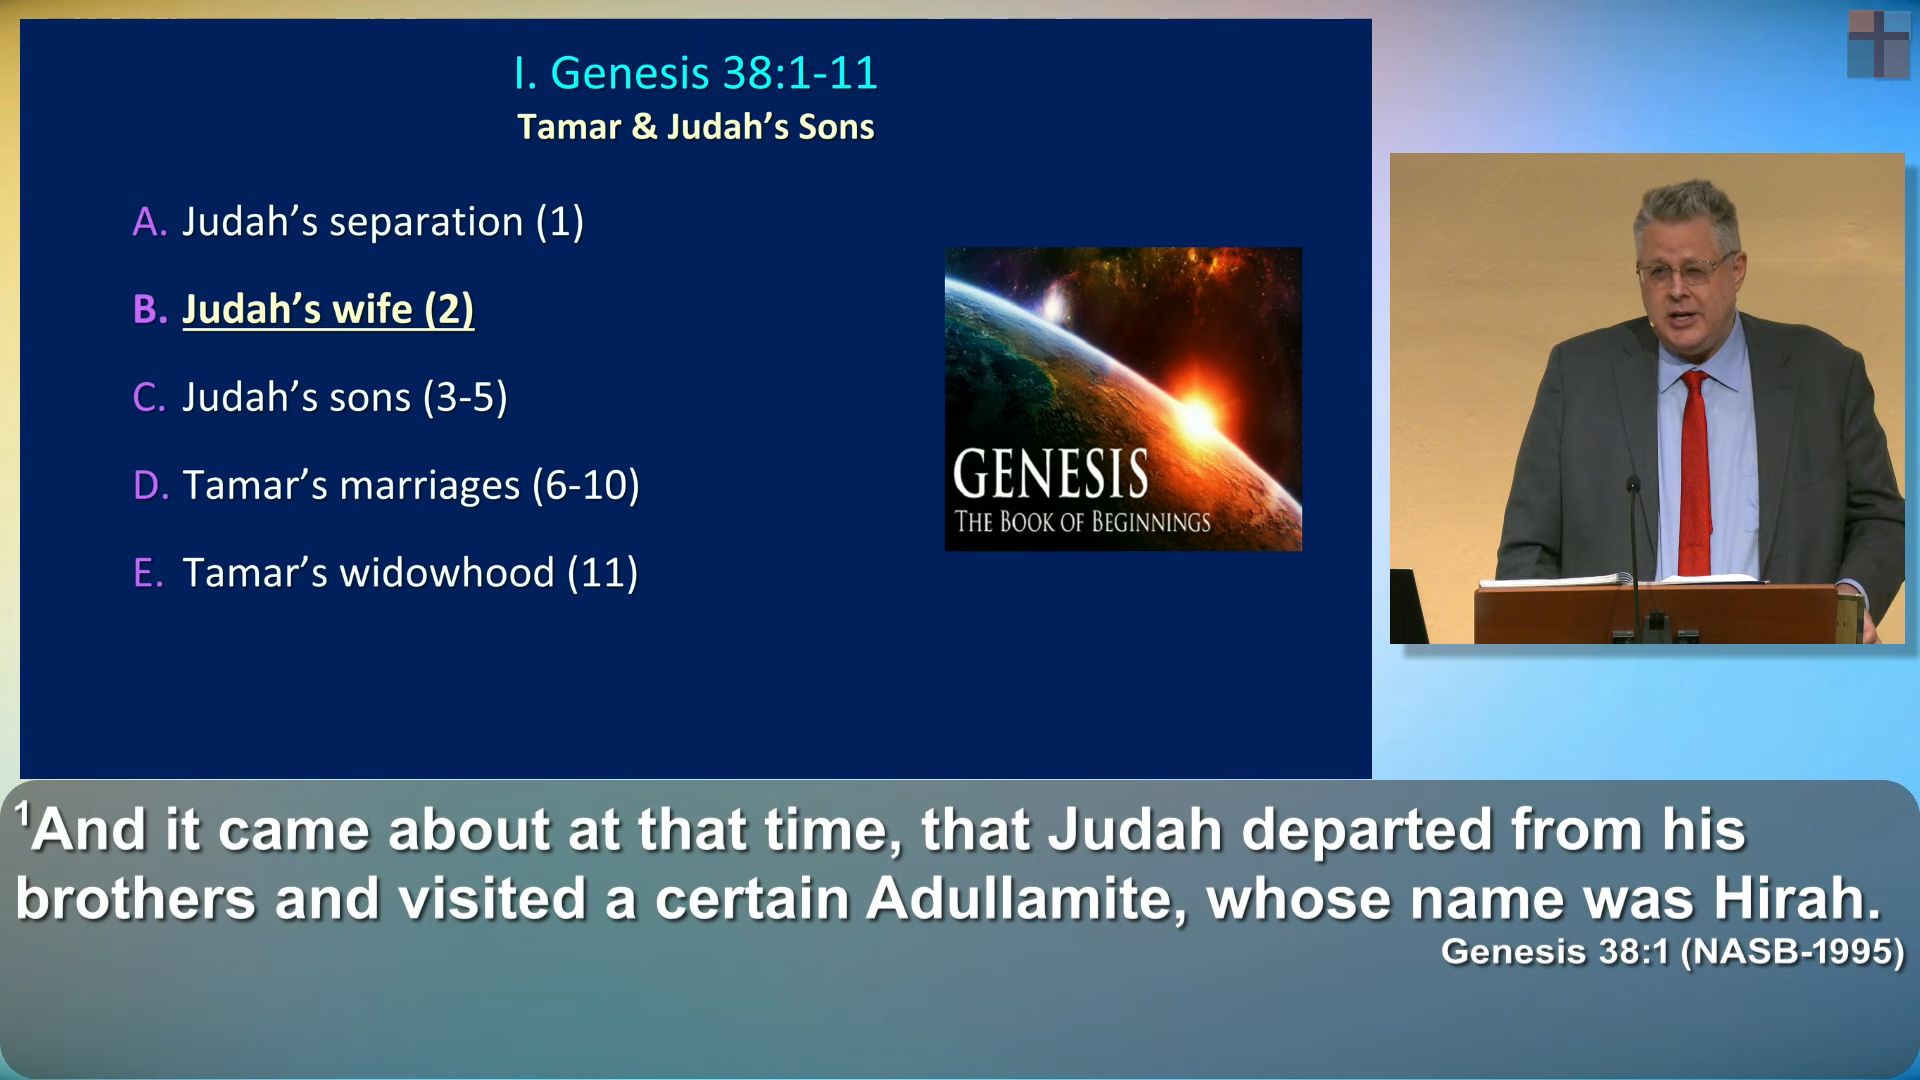 I. Genesis 38:1-11
Tamar & Judah’s Sons
A. Judah’s separation (1)
B. Judah’s wife (2)
C. Judah’s sons (3-5)
D. Tamar’s marriages (6-10)
E. Tamar’s widowhood (11)
GENESIS
THE BOOK OF BEGINNINGS
¹And it came about at that time, that Judah departed from his
brothers and visited a certain Adullamite, whose name was Hirah.
Genesis 38:1 (NASB-1995)